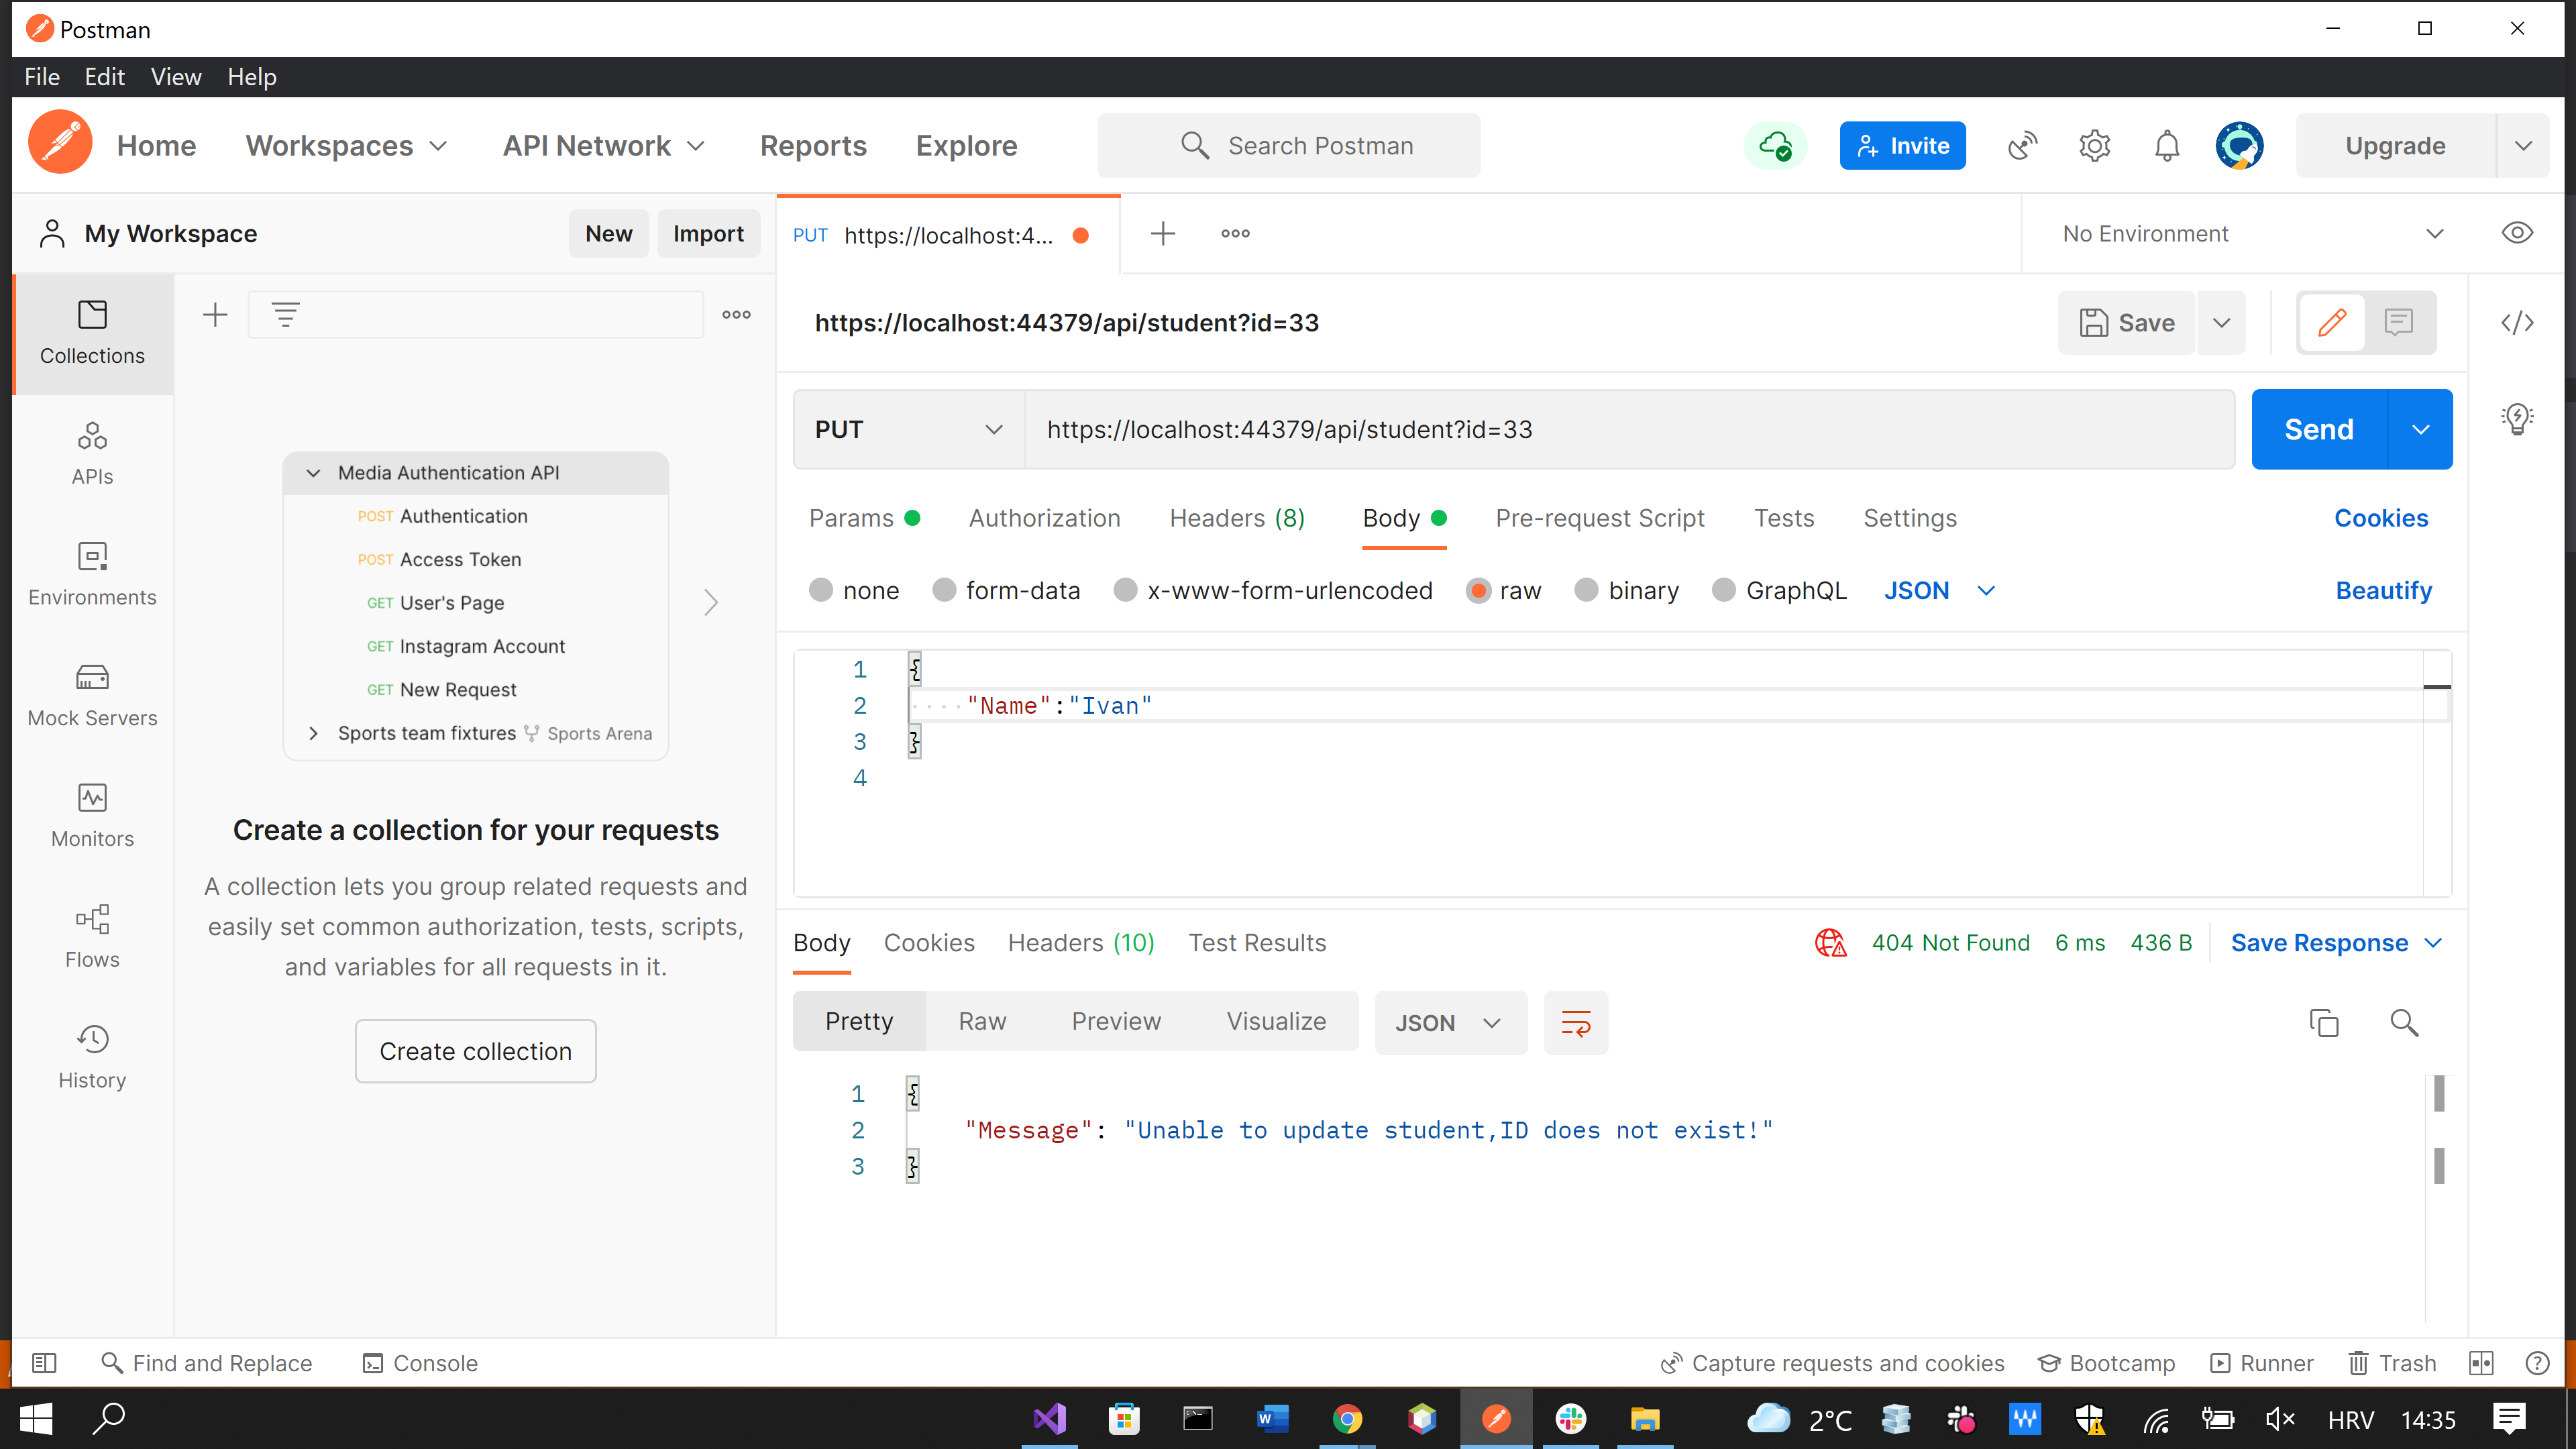 Postman
File Edit View Help
Home Workspaces API Network Reports Explore Search Postman Invite Upgrade
My Workspace New Import PUT https://localhost:4... No Environment
Collections
APIs
Environments
Mock Servers
Monitors
Flows
History
Media Authentication API
POST Authentication
POST Access Token
GET User's Page
GET Instagram Account
GET New Request
Sports team fixtures Sports Arena
Create a collection for your requests
A collection lets you group related requests and
easily set common authorization, tests, scripts,
and variables for all requests in it.
Create collection
https://localhost:44379/api/student?id=33 Save
PUT https://localhost:44379/api/student?id=33 Send
Params Authorization Headers (8) Body Pre-request Script Tests Settings Cookies
none form-data x-www-form-urlencoded raw binary GraphQL JSON Beautify
1 {
2 "Name":"Ivan"
3 }
4
Body Cookies Headers (10) Test Results 404 Not Found 6 ms 436 B Save Response
Pretty Raw Preview Visualize JSON
1 {
2 "Message": "Unable to update student,ID does not exist!"
3 }
Find and Replace Console Capture requests and cookies Bootcamp Runner Trash
2°C HRV 14:35